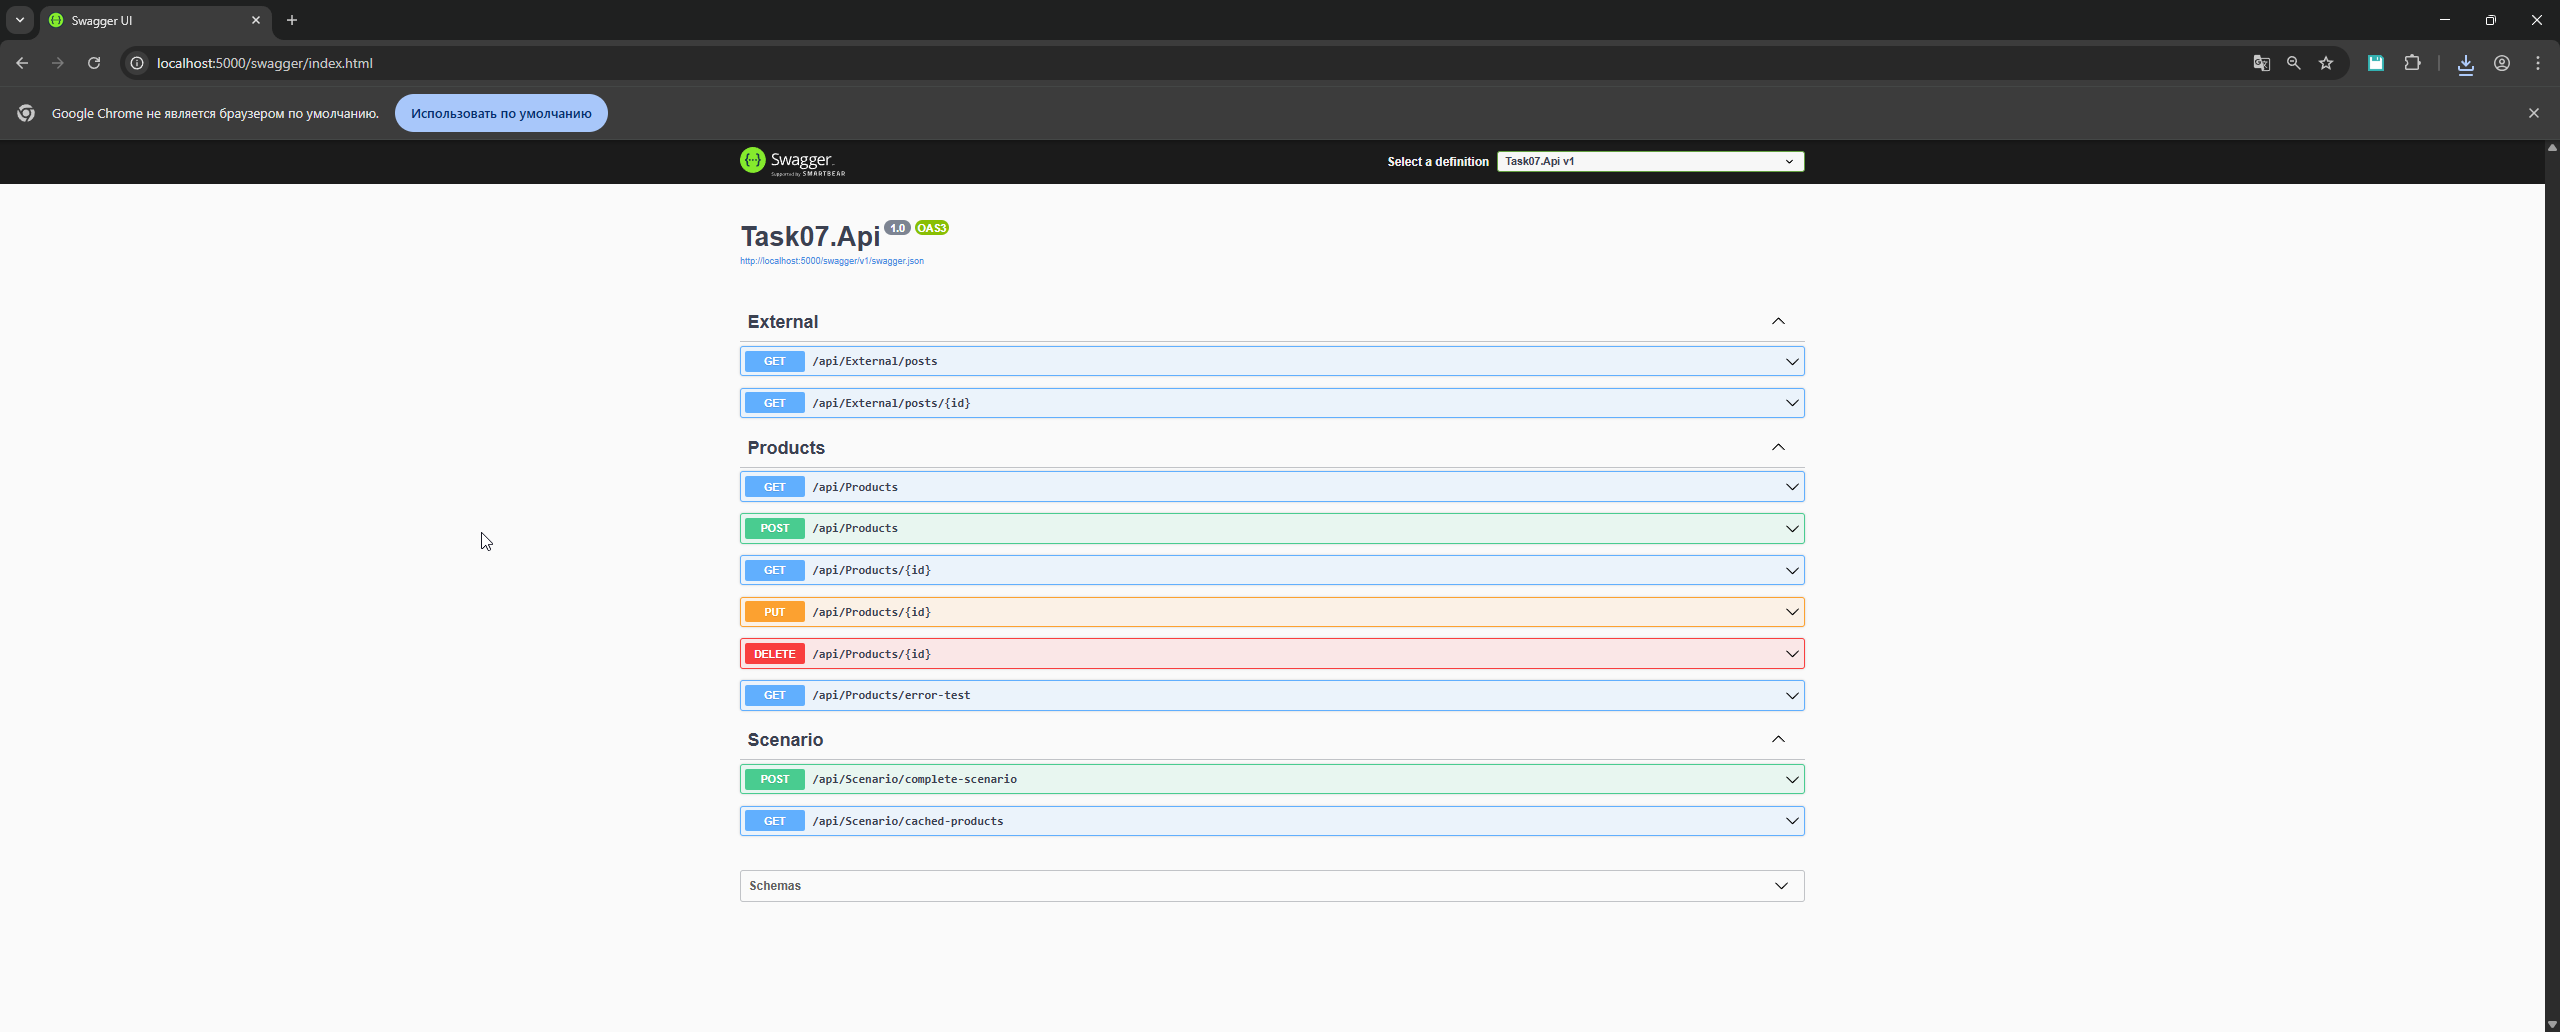 Swagger UI
localhost:5000/swagger/index.html
Google Chrome не является браузером по умолчанию. Использовать по умолчанию
Swagger. Select a definition Task07.Api v1
Supported by SMARTBEAR
Task07.Api 1.0 OAS3
http://localhost:5000/swagger/v1/swagger.json
External
GET /api/External/posts
GET /api/External/posts/{id}
Products
GET /api/Products
POST /api/Products
GET /api/Products/{id}
PUT /api/Products/{id}
DELETE /api/Products/{id}
GET /api/Products/error-test
Scenario
POST /api/Scenario/complete-scenario
GET /api/Scenario/cached-products
Schemas